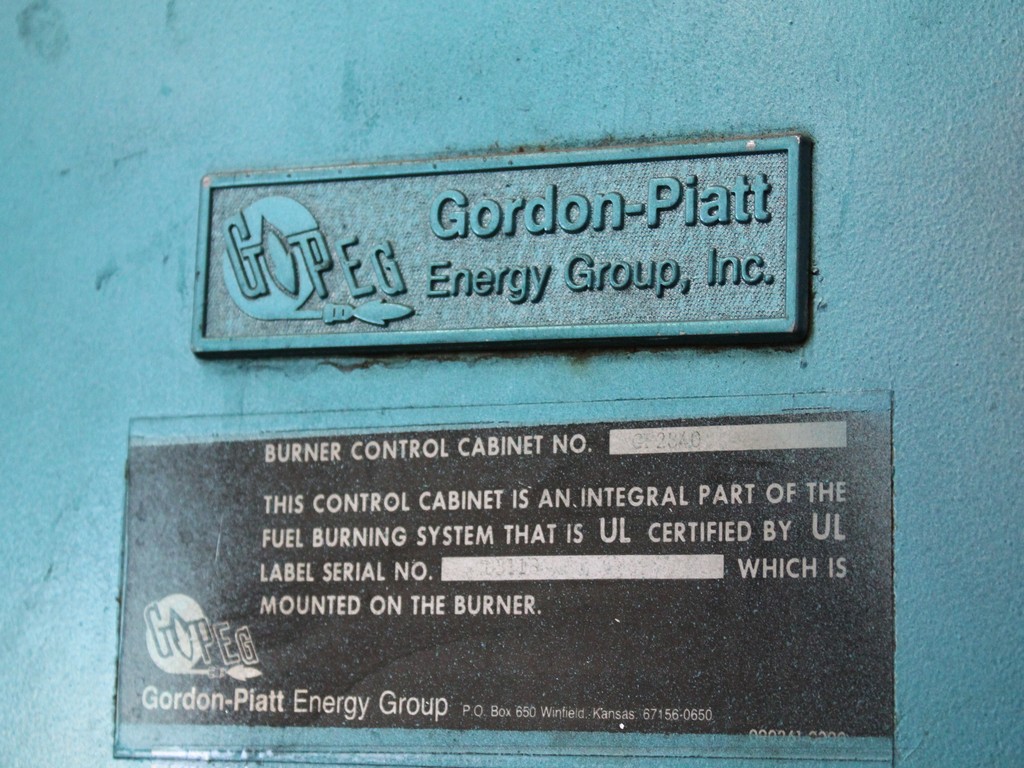 GOPEG
Gordon-Piatt
Energy Group, Inc.
BURNER CONTROL CABINET NO.
THIS CONTROL CABINET IS AN INTEGRAL PART OF THE
FUEL BURNING SYSTEM THAT IS UL CERTIFIED BY UL
LABEL SERIAL NO. WHICH IS
MOUNTED ON THE BURNER.
GOPEG
Gordon-Piatt Energy Group P.O. Box 650 Winfield, Kansas 67156-0650